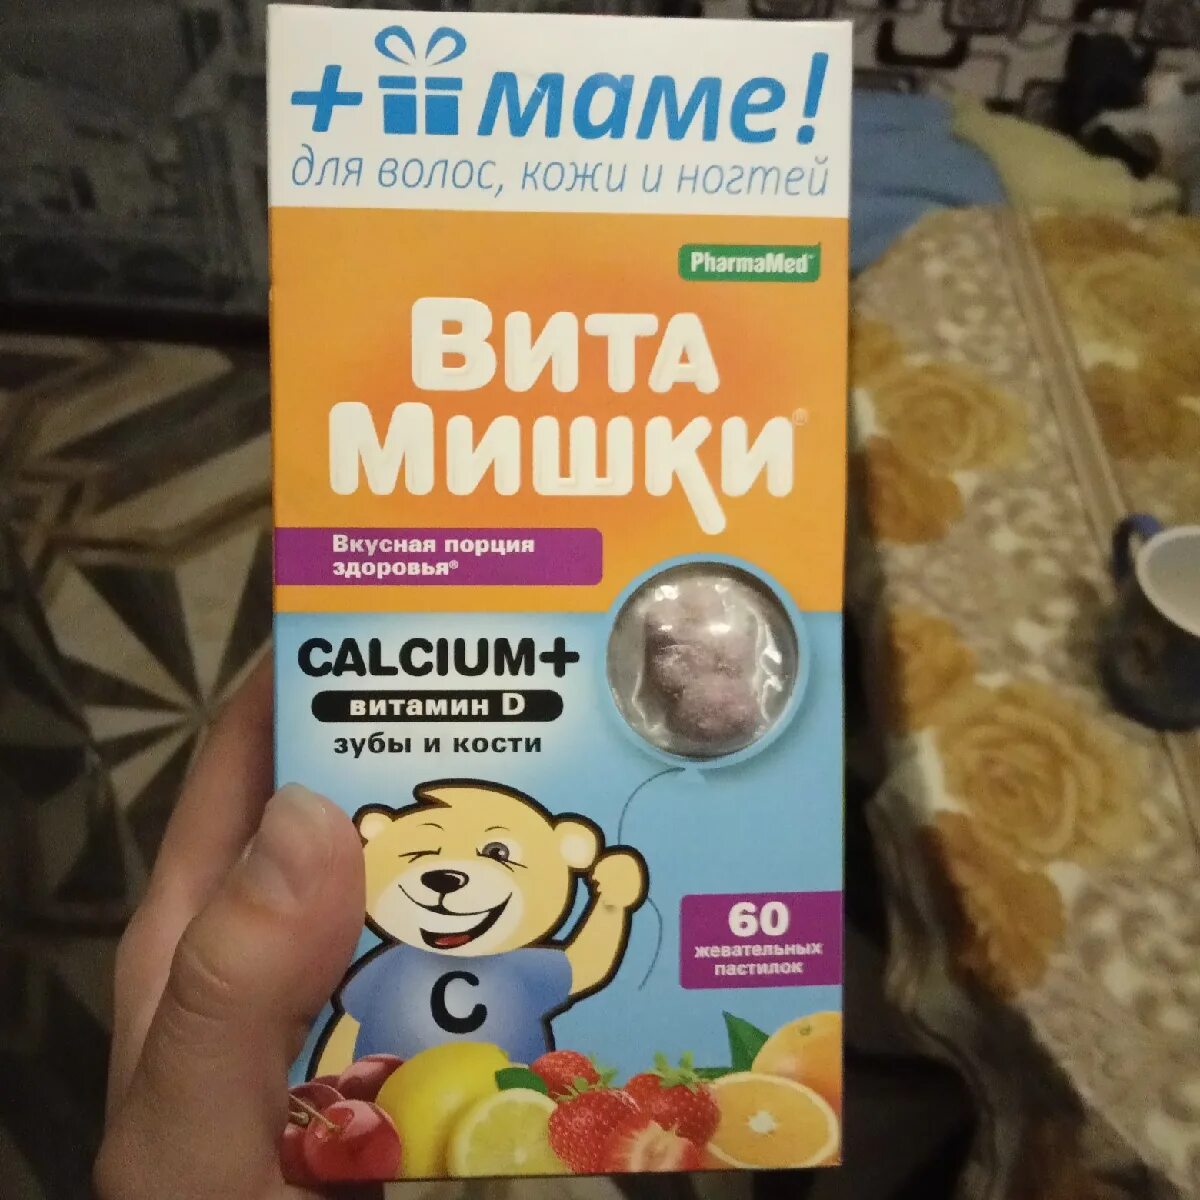 + маме!
для волос, кожи и ногтей
PharmaMed
Вита
Мишки®
Вкусная порция
здоровья®
CALCIUM+
витамин D
зубы и кости
60
жевательных
пастилок
C